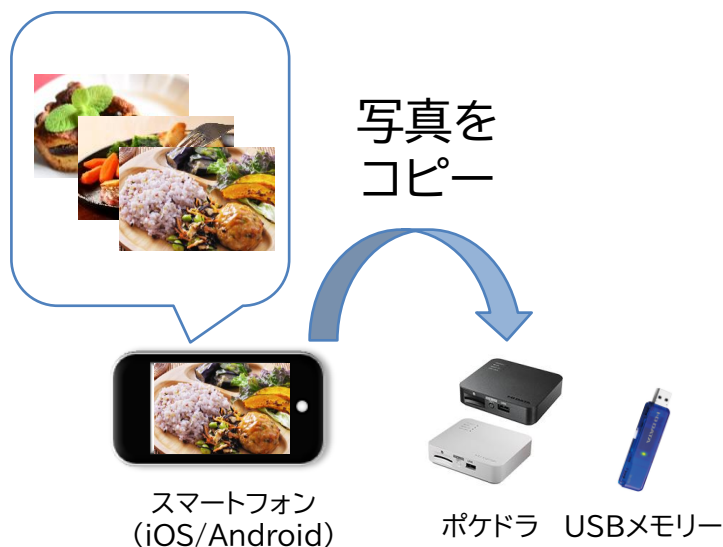 写真を
コピー
スマートフォン
(iOS/Android)
ポケドラ
USBメモリー